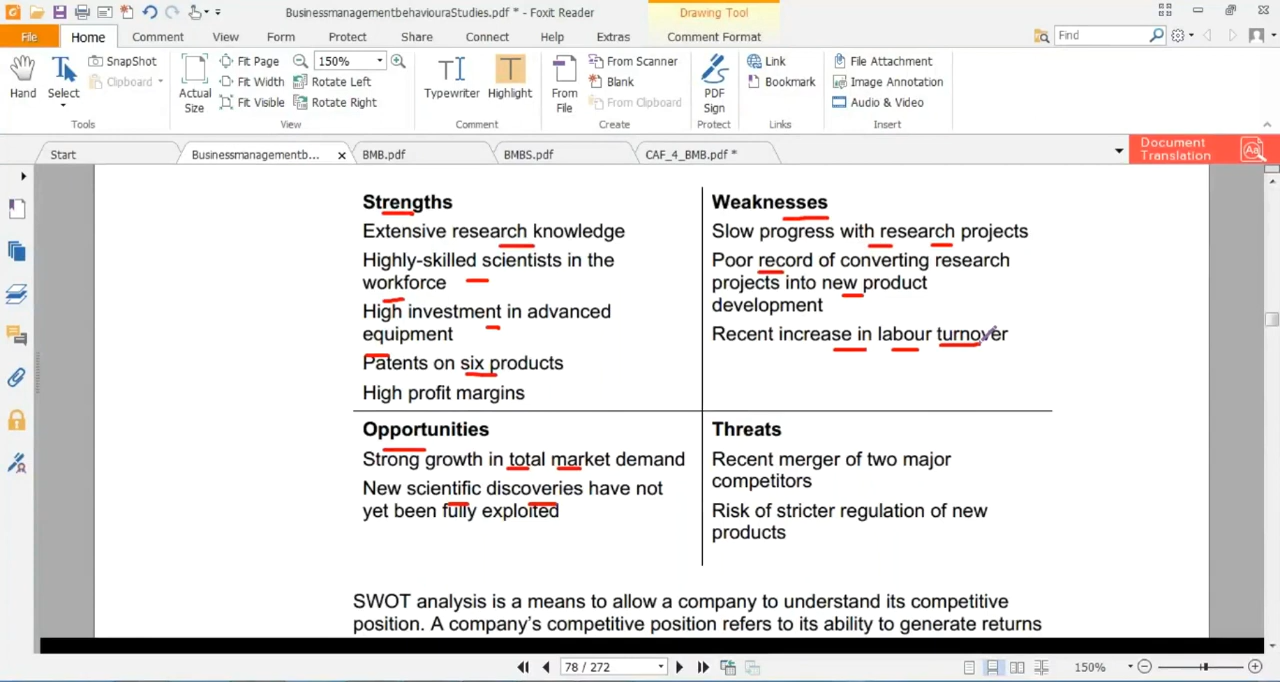 BusinessmanagementbehaviouraStudies.pdf * - Foxit Reader
Drawing Tool
File Home Comment View Form Protect Share Connect Help Extras Comment Format
Find
Hand
Select
SnapShot
Clipboard
Tools
Actual
Size
Fit Page
Fit Width
Fit Visible
150%
Rotate Left
Rotate Right
View
Typewriter
Highlight
Comment
From
File
From Scanner
Blank
From Clipboard
Create
PDF
Sign
Protect
Link
Bookmark
Links
File Attachment
Image Annotation
Audio & Video
Insert
Start
Businessmanagementb...
BMB.pdf
BMBS.pdf
CAF_4_BMB.pdf *
Document
Translation
Strengths
Extensive research knowledge
Highly-skilled scientists in the
workforce
High investment in advanced
equipment
Patents on six products
High profit margins
Weaknesses
Slow progress with research projects
Poor record of converting research
projects into new product
development
Recent increase in labour turnover
Opportunities
Strong growth in total market demand
New scientific discoveries have not
yet been fully exploited
Threats
Recent merger of two major
competitors
Risk of stricter regulation of new
products
SWOT analysis is a means to allow a company to understand its competitive
position. A company's competitive position refers to its ability to generate returns
78 / 272
150%